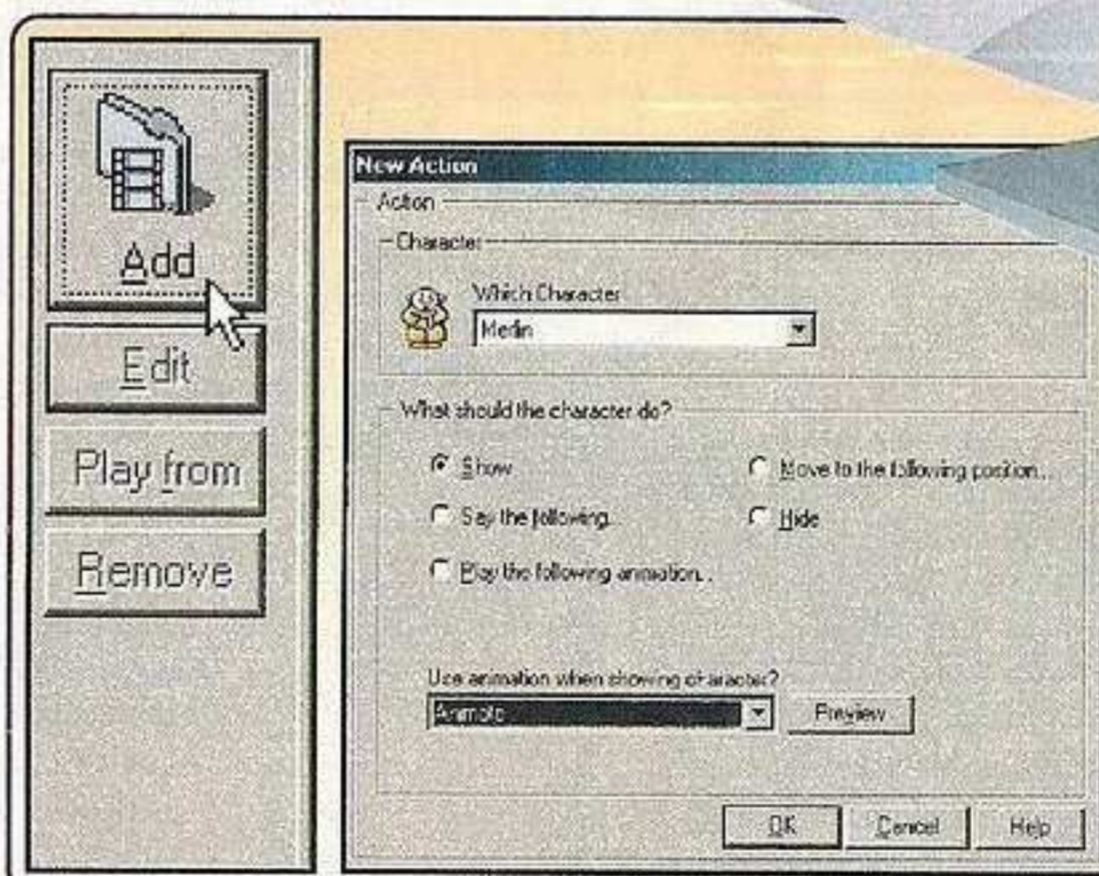 Add
Edit
Play from
Remove
New Action
Action
Character
Which Character
Merlin
What should the character do?
Show
Move to the following position...
Say the following...
Hide
Play the following animation...
Use animation when showing character?
Animate
Preview
OK
Cancel
Help